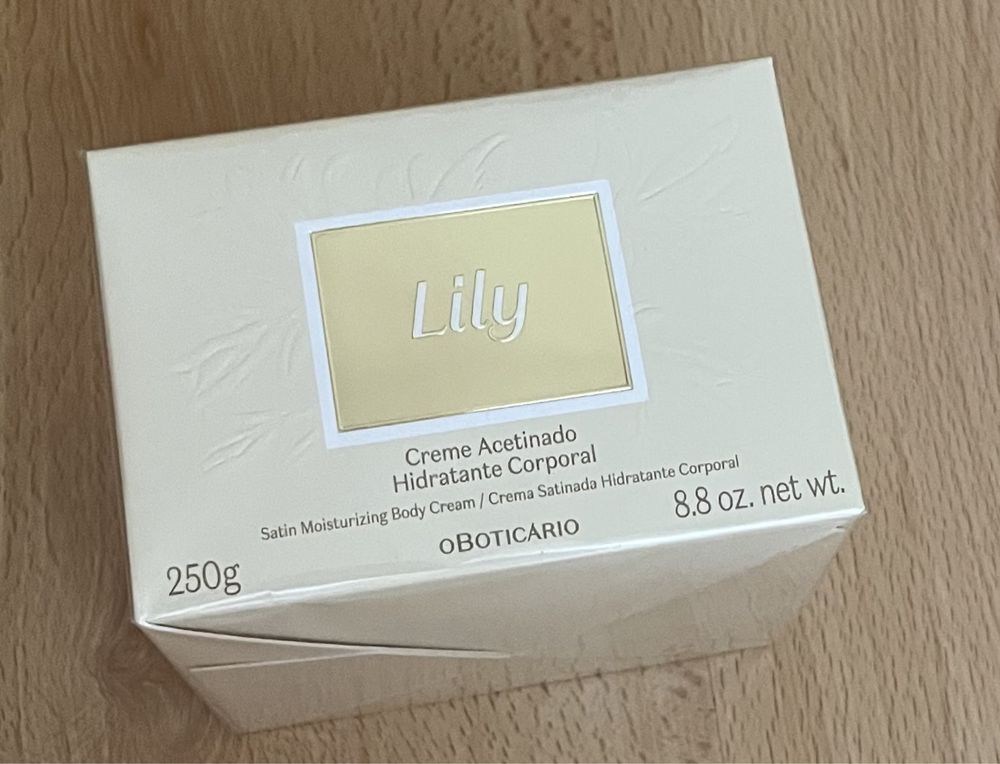 Lily
Creme Acetinado
Hidratante Corporal
Satin Moisturizing Body Cream / Crema Satinada Hidratante Corporal
250g
oBOTICÁRIO
8.8 oz. net wt.